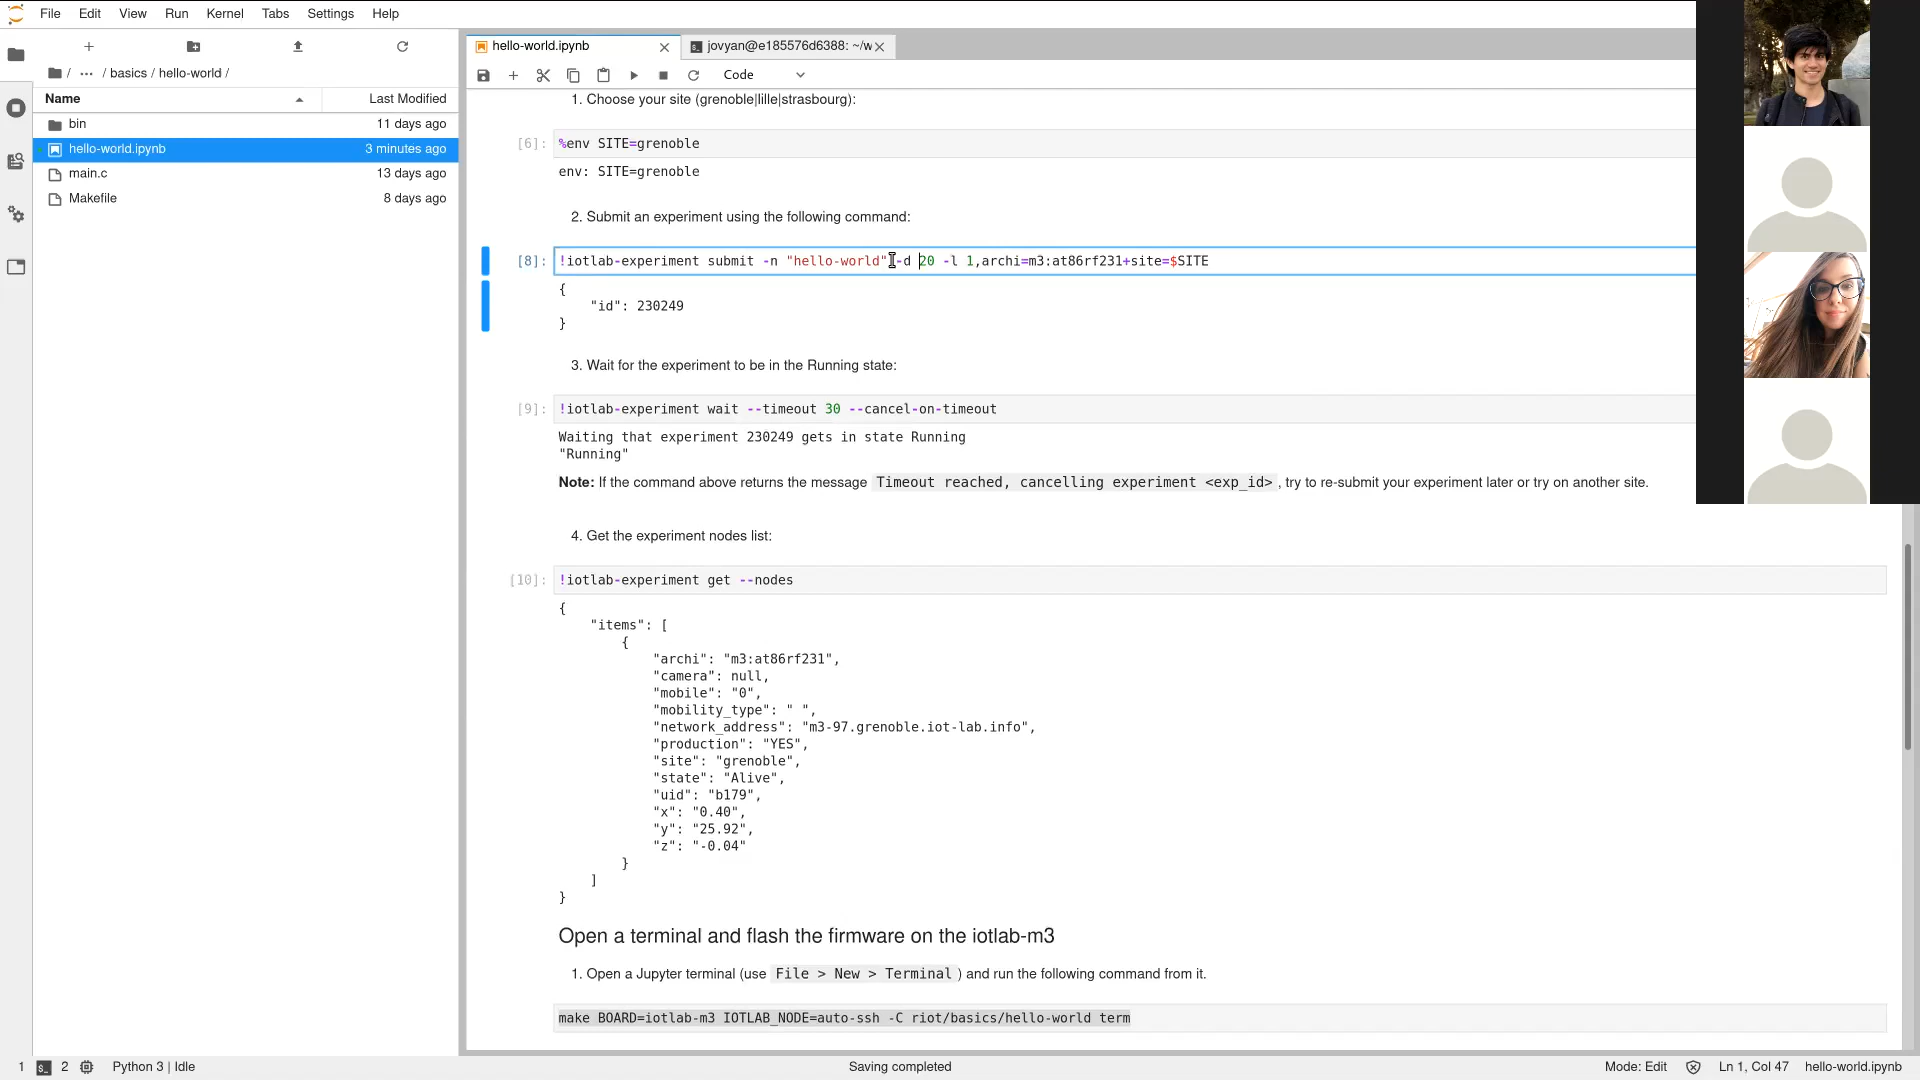 File Edit View Run Kernel Tabs Settings Help
/ ··· / basics / hello-world /
Name Last Modified
bin 11 days ago
hello-world.ipynb 3 minutes ago
main.c 13 days ago
Makefile 8 days ago
hello-world.ipynb jovyan@e185576d6388: ~/w
Code
1. Choose your site (grenoble|lille|strasbourg):
[6]: %env SITE=grenoble
env: SITE=grenoble
2. Submit an experiment using the following command:
[8]: !iotlab-experiment submit -n "hello-world" -d 20 -l 1,archi=m3:at86rf231+site=$SITE
{
"id": 230249
}
3. Wait for the experiment to be in the Running state:
[9]: !iotlab-experiment wait --timeout 30 --cancel-on-timeout
Waiting that experiment 230249 gets in state Running
"Running"
Note: If the command above returns the message Timeout reached, cancelling experiment <exp_id>, try to re-submit your experiment later or try on another site.
4. Get the experiment nodes list:
[10]: !iotlab-experiment get --nodes
{
"items": [
{
"archi": "m3:at86rf231",
"camera": null,
"mobile": "0",
"mobility_type": " ",
"network_address": "m3-97.grenoble.iot-lab.info",
"production": "YES",
"site": "grenoble",
"state": "Alive",
"uid": "b179",
"x": "0.40",
"y": "25.92",
"z": "-0.04"
}
]
}
Open a terminal and flash the firmware on the iotlab-m3
1. Open a Jupyter terminal (use File > New > Terminal) and run the following command from it.
make BOARD=iotlab-m3 IOTLAB_NODE=auto-ssh -C riot/basics/hello-world term
1 2 Python 3 | Idle Saving completed Mode: Edit Ln 1, Col 47 hello-world.ipynb